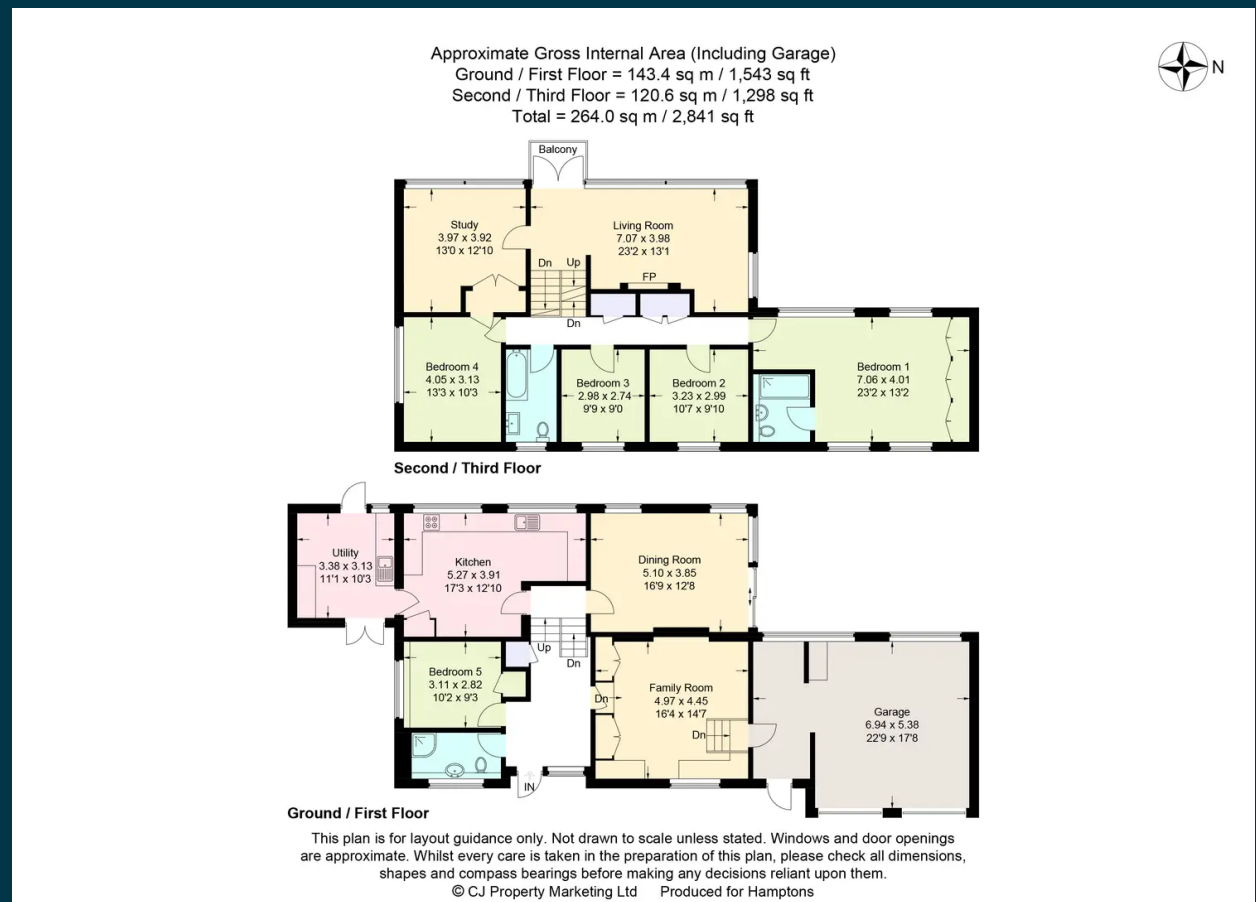 Approximate Gross Internal Area (Including Garage)
Ground / First Floor = 143.4 sq m / 1,543 sq ft
Second / Third Floor = 120.6 sq m / 1,298 sq ft
Total = 264.0 sq m / 2,841 sq ft
N
Balcony
Study
3.97 x 3.92
13'0 x 12'10
Living Room
7.07 x 3.98
23'2 x 13'1
Dn
Up
FP
Dn
Bedroom 4
4.05 x 3.13
13'3 x 10'3
Bedroom 3
2.98 x 2.74
9'9 x 9'0
Bedroom 2
3.23 x 2.99
10'7 x 9'10
Bedroom 1
7.06 x 4.01
23'2 x 13'2
Second / Third Floor
Utility
3.38 x 3.13
11'1 x 10'3
Kitchen
5.27 x 3.91
17'3 x 12'10
Dining Room
5.10 x 3.85
16'9 x 12'8
Up
Dn
Bedroom 5
3.11 x 2.82
10'2 x 9'3
Dn
Family Room
4.97 x 4.45
16'4 x 14'7
Dn
Garage
6.94 x 5.38
22'9 x 17'8
IN
Ground / First Floor
This plan is for layout guidance only. Not drawn to scale unless stated. Windows and door openings
are approximate. Whilst every care is taken in the preparation of this plan, please check all dimensions,
shapes and compass bearings before making any decisions reliant upon them.
© CJ Property Marketing Ltd Produced for Hamptons